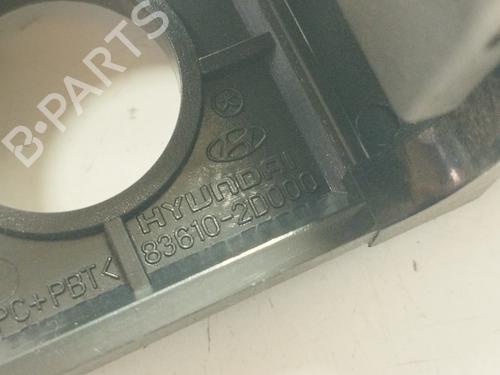 B-PARTS
HYUNDAI
83610-2D000
PC+PBT<